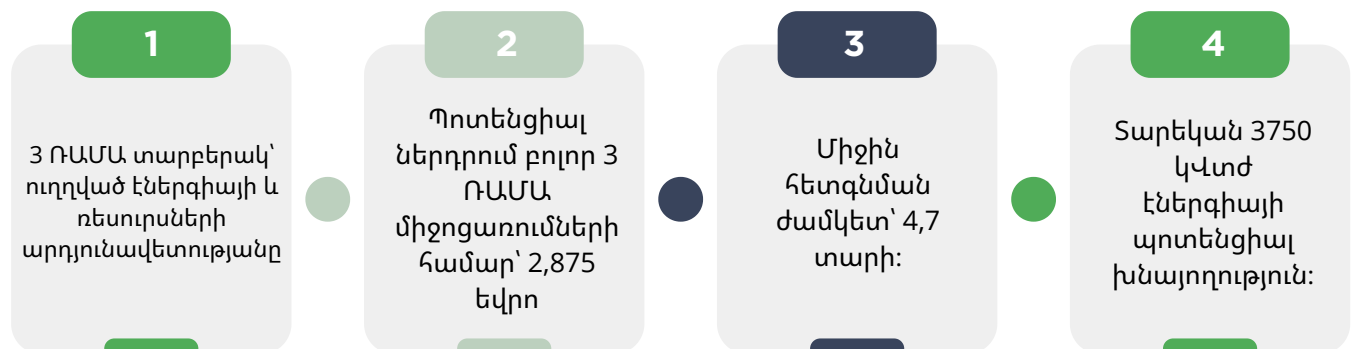 1
3 ՌԱՄԱ տարբերակ՝
ուղղված էներգիայի և
ռեսուրսների
արդյունավետությանը
2
Պոտենցիալ
ներդրում բոլոր 3
ՌԱՄԱ
միջոցառումների
համար՝ 2,875
եվրո
3
Միջին
հետգնման
ժամկետ՝ 4,7
տարի:
4
Տարեկան 3750
կՎտժ
էներգիայի
պոտենցիալ
խնայողություն: